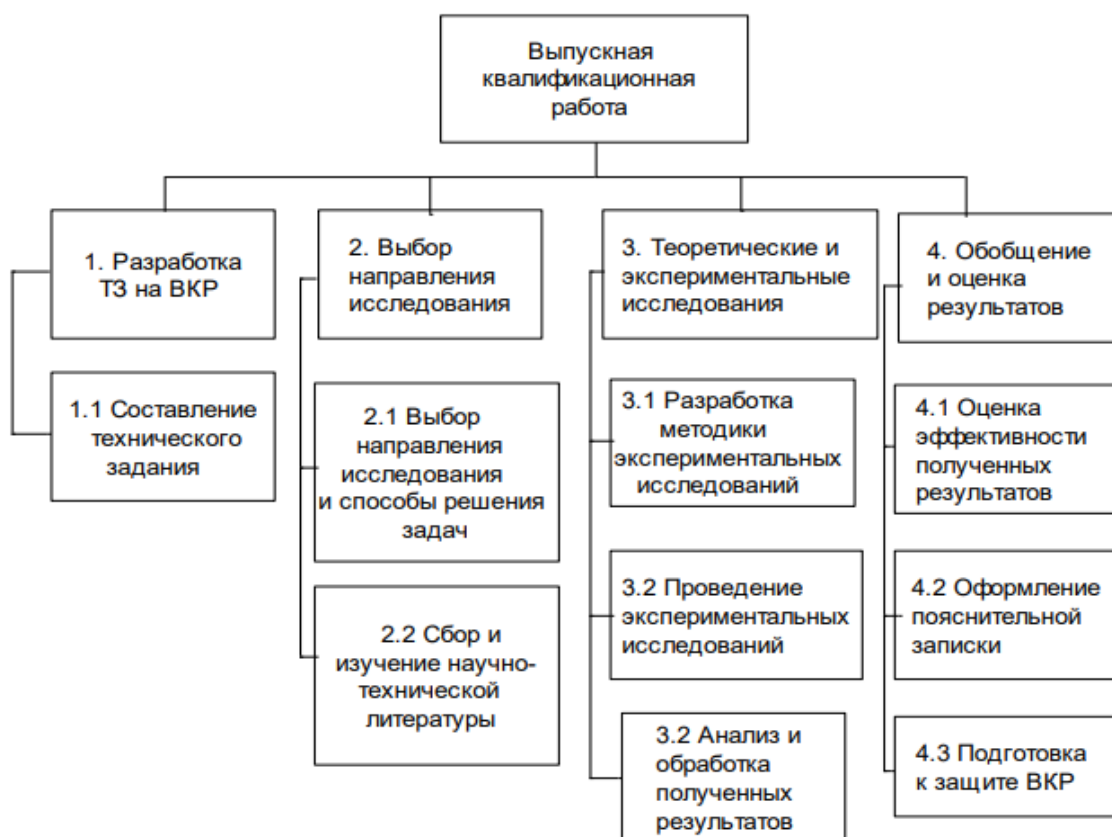 Выпускная
квалификационная
работа
1. Разработка
ТЗ на ВКР
2. Выбор
направления
исследования
3. Теоретические и
экспериментальные
исследования
4. Обобщение
и оценка
результатов
1.1 Составление
технического
задания
2.1 Выбор
направления
исследования
и способы решения
задач
2.2 Сбор и
изучение научно-
технической
литературы
3.1 Разработка
методики
экспериментальных
исследований
3.2 Проведение
экспериментальных
исследований
3.2 Анализ и
обработка
полученных
результатов
4.1 Оценка
эффективности
полученных
результатов
4.2 Оформление
пояснительной
записки
4.3 Подготовка
к защите ВКР